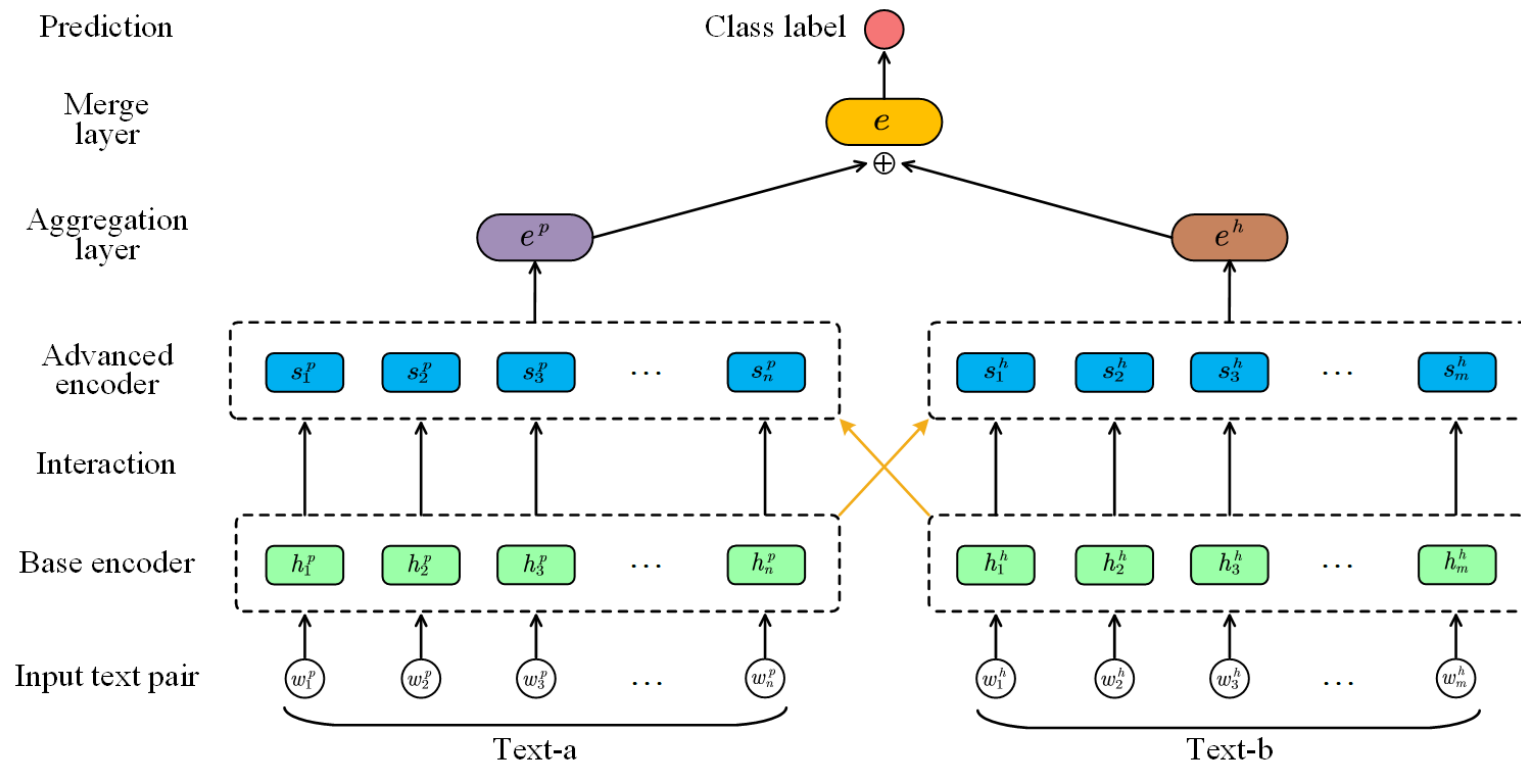 Prediction
Class label
Merge
layer
e
⊕
Aggregation
layer
e^p
e^h
Advanced
encoder
s_1^p s_2^p s_3^p ... s_n^p
s_1^h s_2^h s_3^h ... s_m^h
Interaction
Base encoder
h_1^p h_2^p h_3^p ... h_n^p
h_1^h h_2^h h_3^h ... h_m^h
Input text pair
w_1^p w_2^p w_3^p ... w_n^p
w_1^h w_2^h w_3^h ... w_m^h
Text-a
Text-b